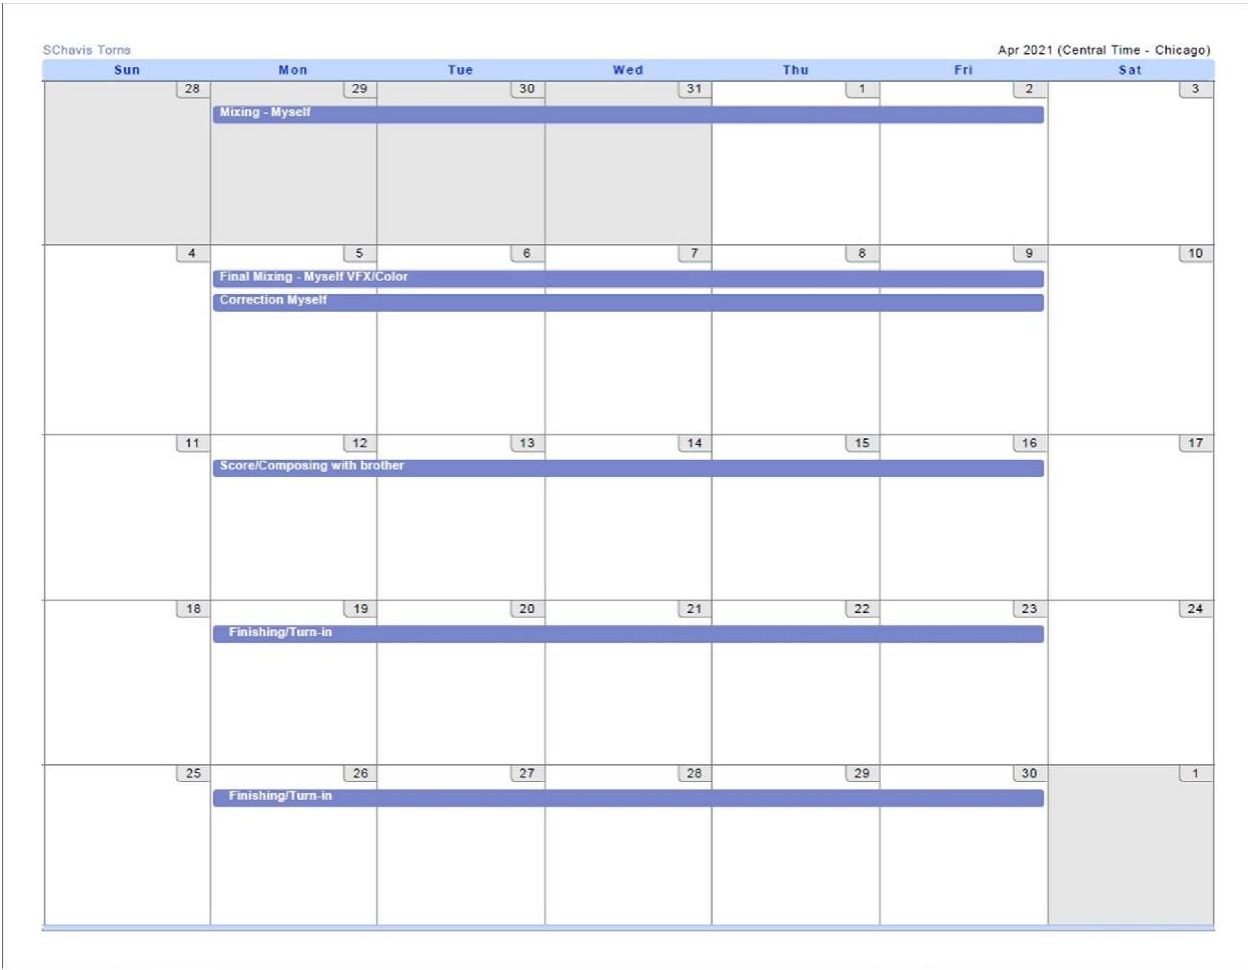 SChavis Torns Apr 2021 (Central Time - Chicago)
Sun Mon Tue Wed Thu Fri Sat
28 29 30 31 1 2 3
Mixing - Myself
4 5 6 7 8 9 10
Final Mixing - Myself VFX/Color
Correction Myself
11 12 13 14 15 16 17
Score/Composing with brother
18 19 20 21 22 23 24
Finishing/Turn-in
25 26 27 28 29 30 1
Finishing/Turn-in